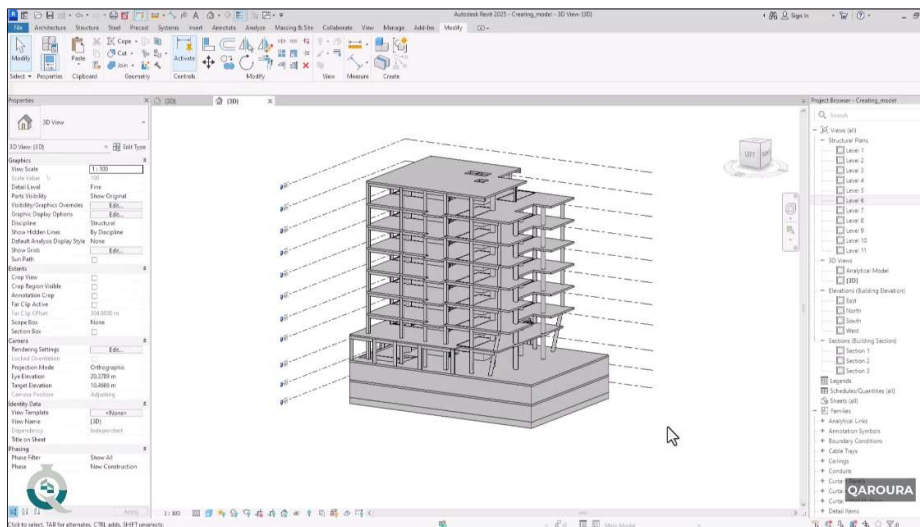 Autodesk Revit 2025 - Creating_model - 3D View: {3D}
Sign In
File Architecture Structure Steel Precast Systems Insert Annotate Analyze Massing & Site Collaborate View Manage Add-Ins Modify
Modify
Paste
Cope
Cut
Join
Activate
Select Properties Clipboard Geometry Controls Modify View Measure Create
Properties
{3D}
{3D}
Project Browser - Creating_model
3D View
3D View: {3D}
Edit Type
Graphics
View Scale 1 : 100
Scale Value 1: 100
Detail Level Fine
Parts Visibility Show Original
Visibility/Graphics Overrides Edit...
Graphic Display Options Edit...
Discipline Structural
Show Hidden Lines By Discipline
Default Analysis Display Style None
Show Grids Edit...
Sun Path
Extents
Crop View
Crop Region Visible
Annotation Crop
Far Clip Active
Far Clip Offset
Scope Box None
Section Box
Camera
Rendering Settings Edit...
Locked Orientation
Projection Mode Orthographic
Eye Elevation
Target Elevation
Camera Position Adjusting
Identity Data
View Template <None>
View Name {3D}
Dependency Independent
Title on Sheet
Phasing
Phase Filter Show All
Phase New Construction
Apply
LEFT
Search
Views (all)
Structural Plans
Level 1
Level 2
Level 3
Level 4
Level 5
Level 6
Level 7
Level 8
Level 9
Level 10
Level 11
3D Views
Analytical Model
{3D}
Elevations (Building Elevation)
East
North
South
West
Sections (Building Section)
Section 1
Section 2
Section 3
Legends
Schedules/Quantities (all)
Sheets (all)
Families
Analytical Links
Annotation Symbols
Boundary Conditions
Cable Trays
Ceilings
Conduits
Detail Items
QAROURA
1 : 100
Main Model
Click to select, TAB for alternates, CTRL adds, SHIFT unselects.